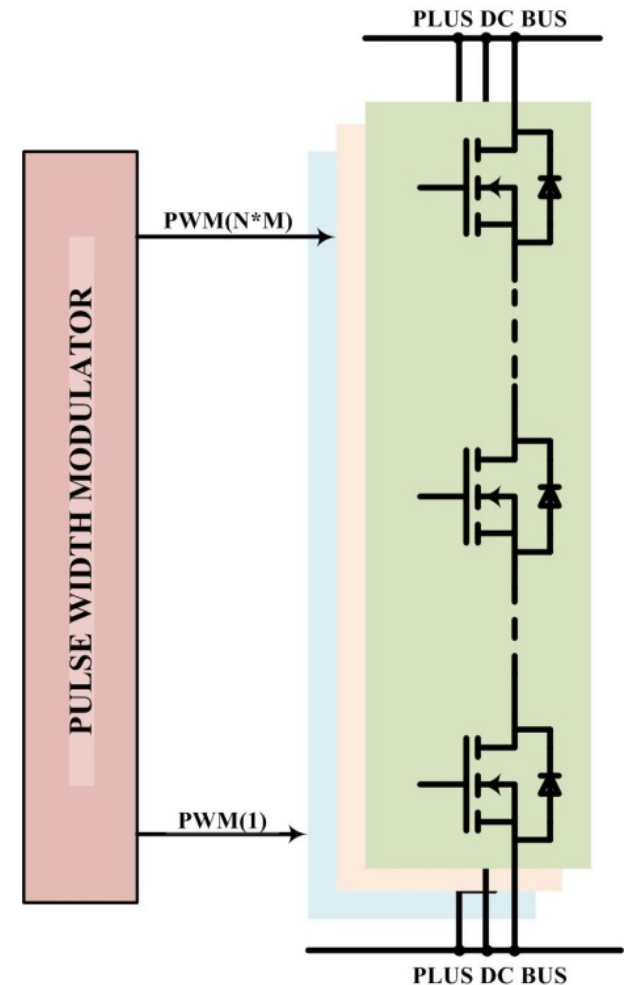 PLUS DC BUS
PWM(N*M)
PULSE WIDTH MODULATOR
PWM(1)
PLUS DC BUS